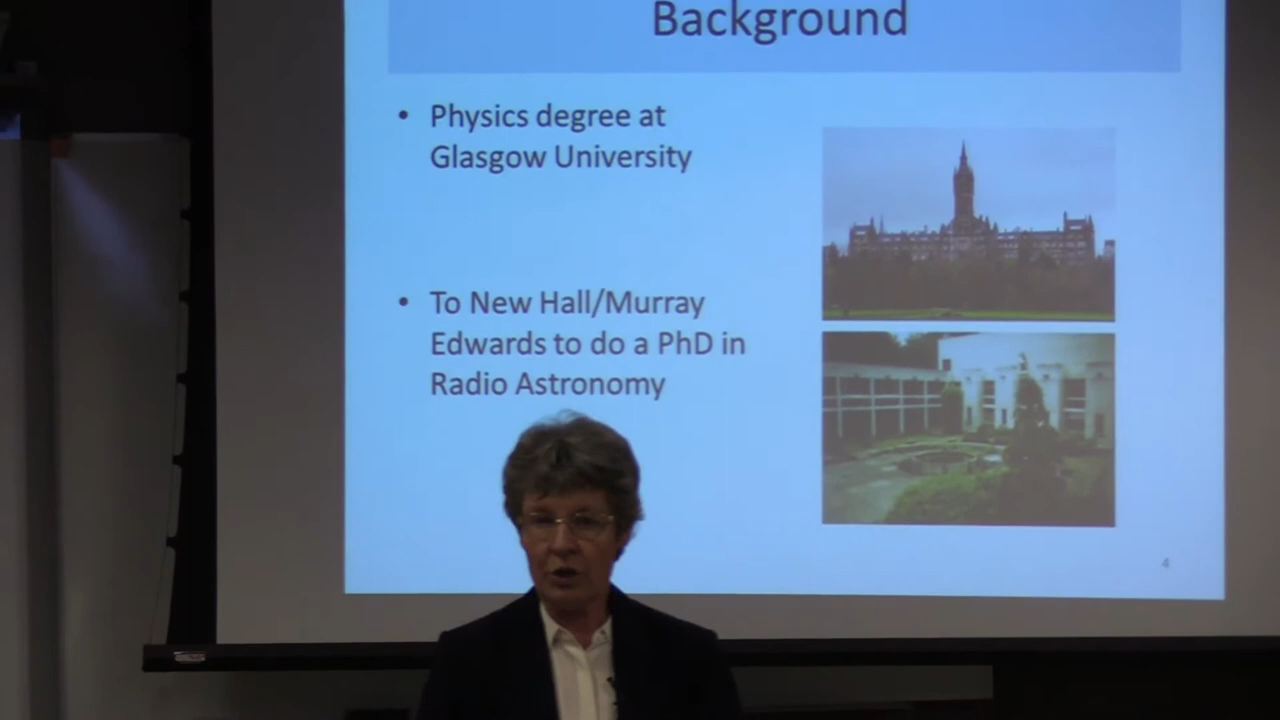 Background
• Physics degree at
Glasgow University
• To New Hall/Murray
Edwards to do a PhD in
Radio Astronomy
4